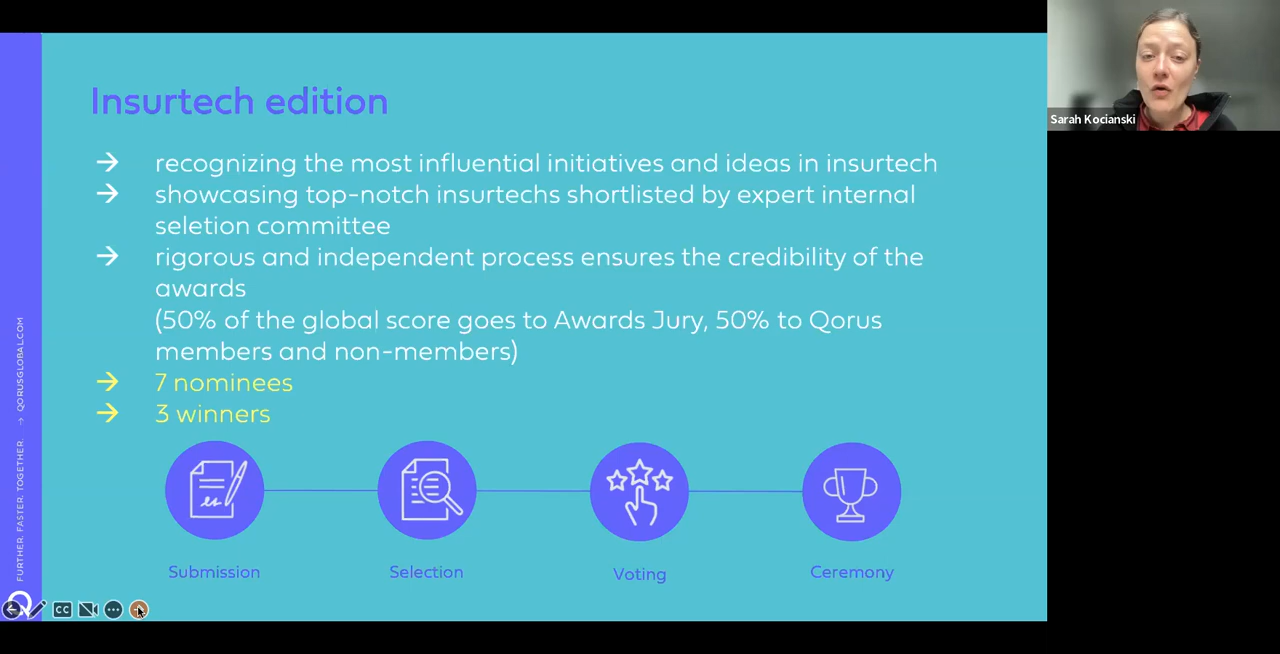 Insurtech edition
→ recognizing the most influential initiatives and ideas in insurtech
→ showcasing top-notch insurtechs shortlisted by expert internal
seletion committee
→ rigorous and independent process ensures the credibility of the
awards
(50% of the global score goes to Awards Jury, 50% to Qorus
members and non-members)
→ 7 nominees
→ 3 winners
Submission
Selection
Voting
Ceremony
FURTHER. FASTER. TOGETHER. → QORUSGLOBAL.COM
CC
Sarah Kocianski